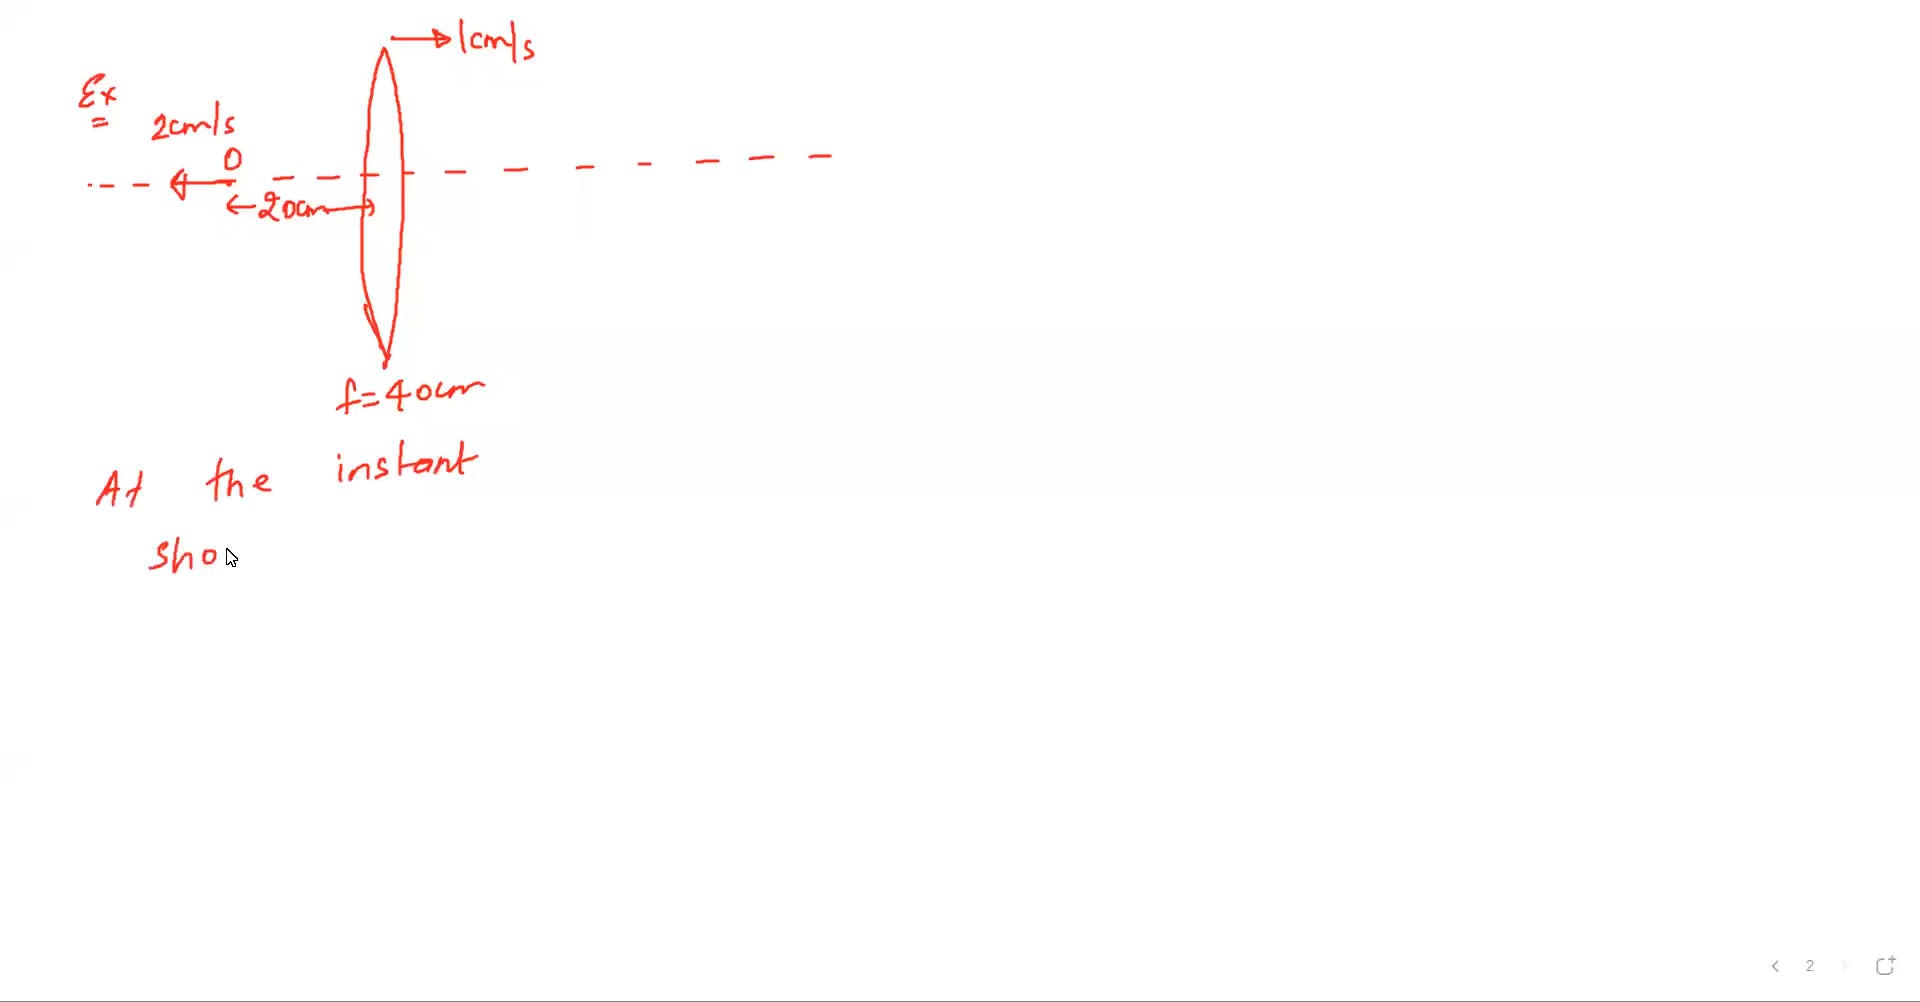 1cm/s
Ex
2cm/s
O
20cm
f=40cm
At the instant
sho
2